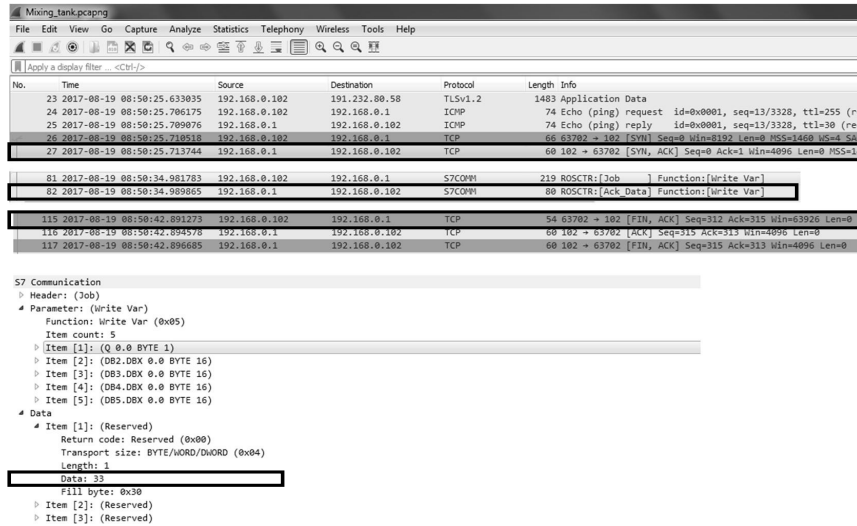 Mixing_tank.pcapng
File Edit View Go Capture Analyze Statistics Telephony Wireless Tools Help
Apply a display filter ... <Ctrl-/>
No. Time Source Destination Protocol Length Info
23 2017-08-19 08:50:25.633035 192.168.0.102 191.232.80.58 TLSv1.2 1483 Application Data
24 2017-08-19 08:50:25.706175 192.168.0.102 192.168.0.1 ICMP 74 Echo (ping) request id=0x0001, seq=13/3328, ttl=255 (r
25 2017-08-19 08:50:25.709076 192.168.0.1 192.168.0.102 ICMP 74 Echo (ping) reply id=0x0001, seq=13/3328, ttl=30 (re
26 2017-08-19 08:50:25.710518 192.168.0.102 192.168.0.1 TCP 66 63702 → 102 [SYN] Seq=0 Win=8192 Len=0 MSS=1460 WS=4 SA
27 2017-08-19 08:50:25.713744 192.168.0.1 192.168.0.102 TCP 60 102 → 63702 [SYN, ACK] Seq=0 Ack=1 Win=4096 Len=0 MSS=1
81 2017-08-19 08:50:34.981783 192.168.0.102 192.168.0.1 S7COMM 219 ROSCTR:[Job ] Function:[Write Var]
82 2017-08-19 08:50:34.989865 192.168.0.1 192.168.0.102 S7COMM 80 ROSCTR:[Ack_Data] Function:[Write Var]
115 2017-08-19 08:50:42.891273 192.168.0.102 192.168.0.1 TCP 54 63702 → 102 [FIN, ACK] Seq=312 Ack=315 Win=63926 Len=0
116 2017-08-19 08:50:42.894578 192.168.0.1 192.168.0.102 TCP 60 102 → 63702 [ACK] Seq=315 Ack=313 Win=4096 Len=0
117 2017-08-19 08:50:42.896685 192.168.0.1 192.168.0.102 TCP 60 102 → 63702 [FIN, ACK] Seq=315 Ack=313 Win=4096 Len=0
S7 Communication
Header: (Job)
Parameter: (Write Var)
Function: Write Var (0x05)
Item count: 5
Item [1]: (Q 0.0 BYTE 1)
Item [2]: (DB2.DBX 0.0 BYTE 16)
Item [3]: (DB3.DBX 0.0 BYTE 16)
Item [4]: (DB4.DBX 0.0 BYTE 16)
Item [5]: (DB5.DBX 0.0 BYTE 16)
Data
Item [1]: (Reserved)
Return code: Reserved (0x00)
Transport size: BYTE/WORD/DWORD (0x04)
Length: 1
Data: 33
Fill byte: 0x30
Item [2]: (Reserved)
Item [3]: (Reserved)